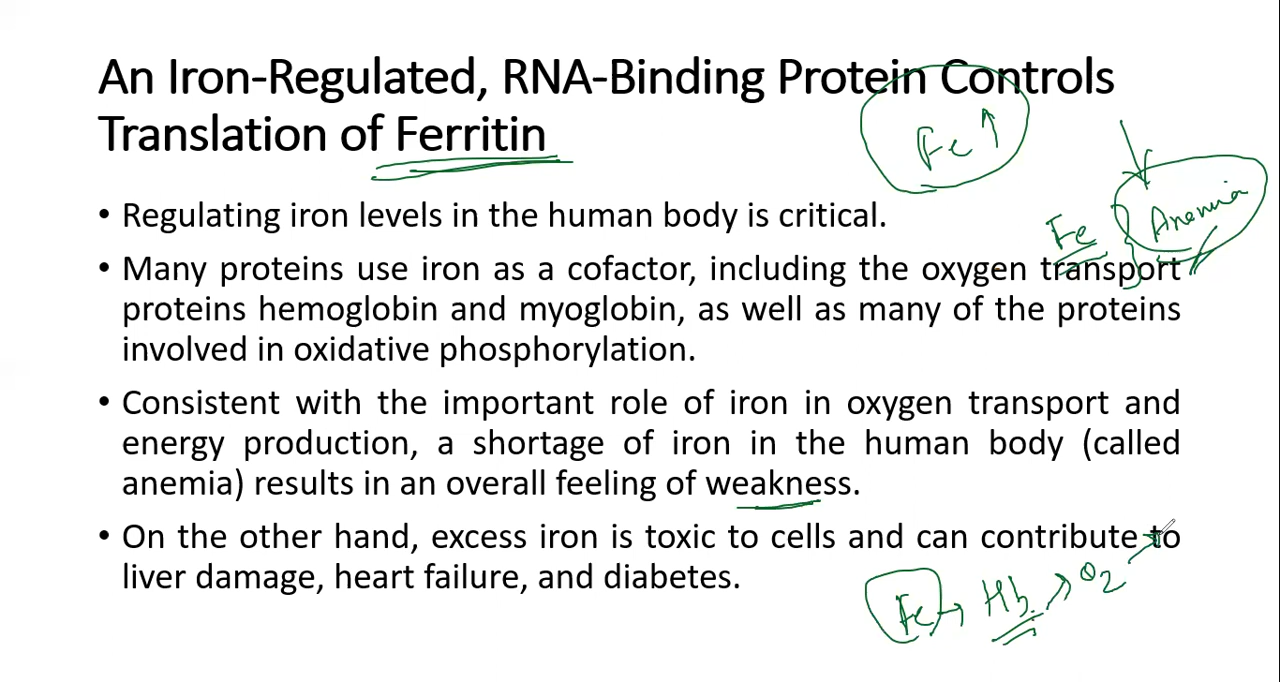 An Iron-Regulated, RNA-Binding Protein Controls
Translation of Ferritin
Fe↑
• Regulating iron levels in the human body is critical.
Fe
Anemia
• Many proteins use iron as a cofactor, including the oxygen transport
proteins hemoglobin and myoglobin, as well as many of the proteins
involved in oxidative phosphorylation.
• Consistent with the important role of iron in oxygen transport and
energy production, a shortage of iron in the human body (called
anemia) results in an overall feeling of weakness.
• On the other hand, excess iron is toxic to cells and can contribute to
liver damage, heart failure, and diabetes.
Fe → Hb → O2